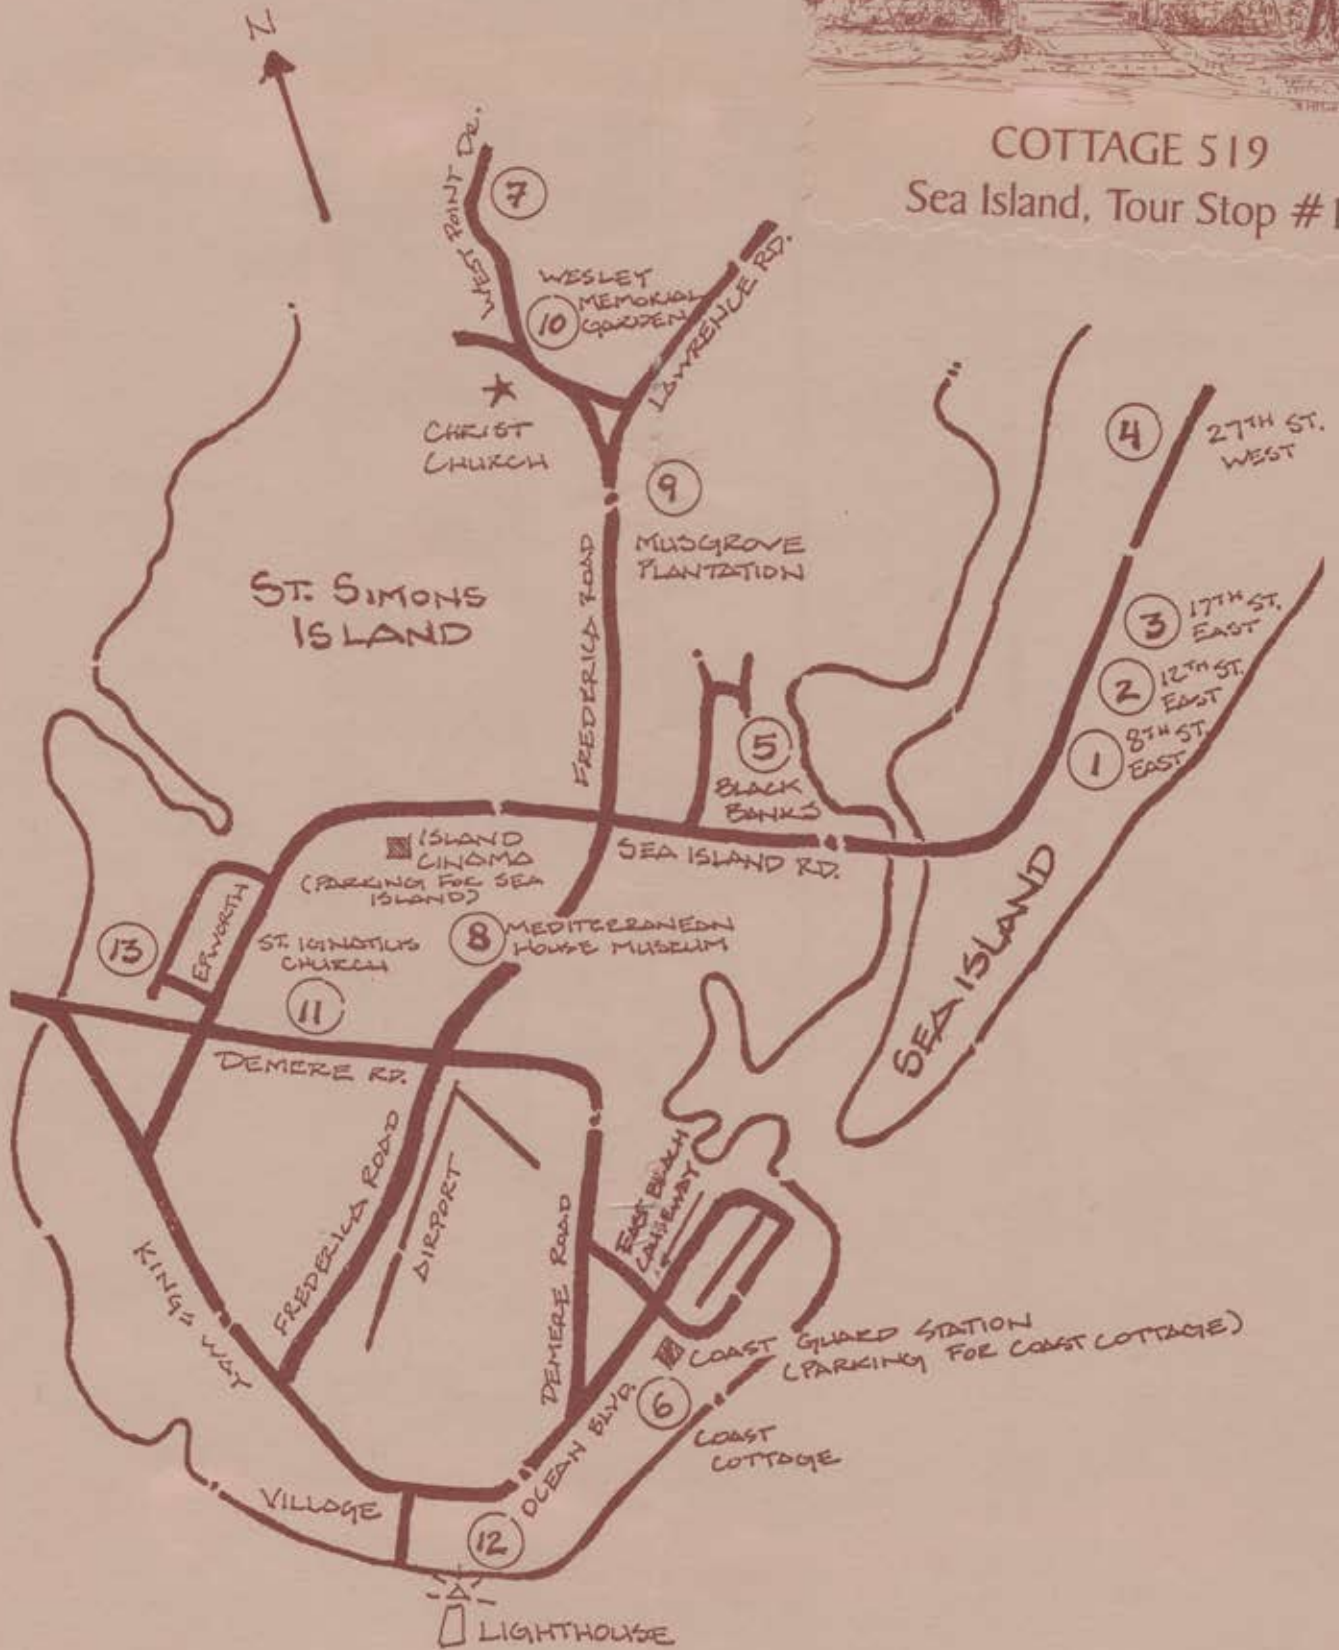 N
COTTAGE 519
Sea Island, Tour Stop # 1
WEST POINT DR.
7
WESLEY
MEMORIAL
GARDEN
10
LAWRENCE RD.
CHRIST
CHURCH
4
27TH ST.
WEST
9
MUSGROVE
PLANTATION
FREDERICA ROAD
ST. SIMONS
ISLAND
3
17TH ST.
EAST
2
12TH ST.
EAST
1
8TH ST.
EAST
5
BLACK
BANKS
ISLAND
CINOMA
(PARKING FOR SEA
ISLAND)
SEA ISLAND RD.
SEA ISLAND
13
EPWORTH
ST. IGINATIUS
CHURCH
11
8
MEDITERRANEAN
HOUSE MUSEUM
DEMERE RD.
FREDERICA ROAD
AIRPORT
EAST BEACH
CAUSEWAY
DEMERE ROAD
KING'S WAY
COAST GUARD STATION
(PARKING FOR COAST COTTAGE)
6
COAST
COTTAGE
OCEAN BLVD.
VILLAGE
12
LIGHTHOUSE